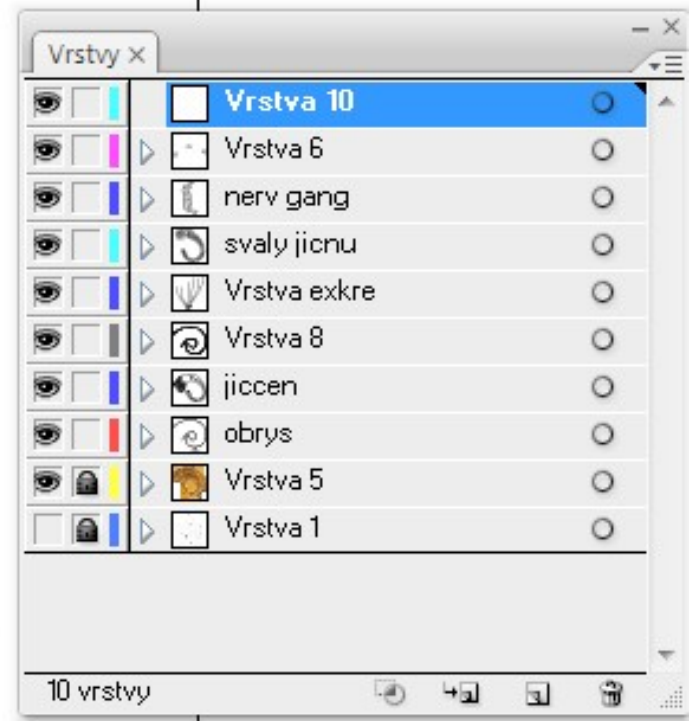 Vrstvy
Vrstva 10
Vrstva 6
nerv gang
svaly jicnu
Vrstva exkre
Vrstva 8
jiccen
obrys
Vrstva 5
Vrstva 1
10 vrstvy